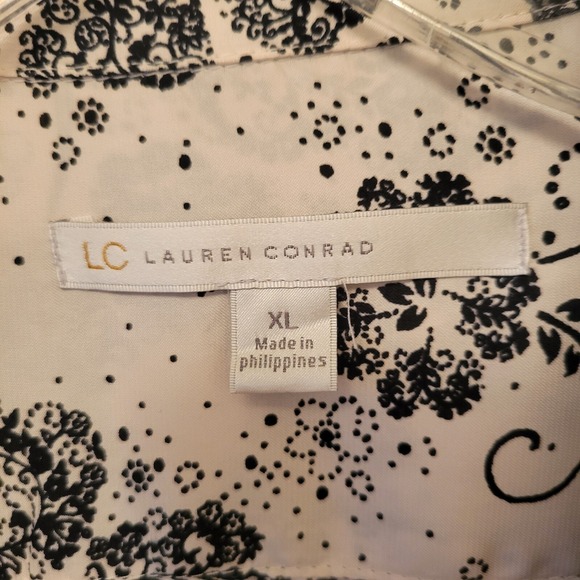 LC LAUREN CONRAD
XL
Made in
philippines